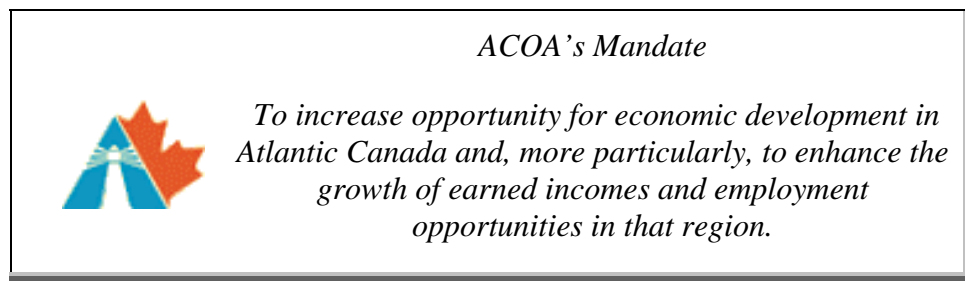 ACOA’s Mandate
To increase opportunity for economic development in
Atlantic Canada and, more particularly, to enhance the
growth of earned incomes and employment
opportunities in that region.